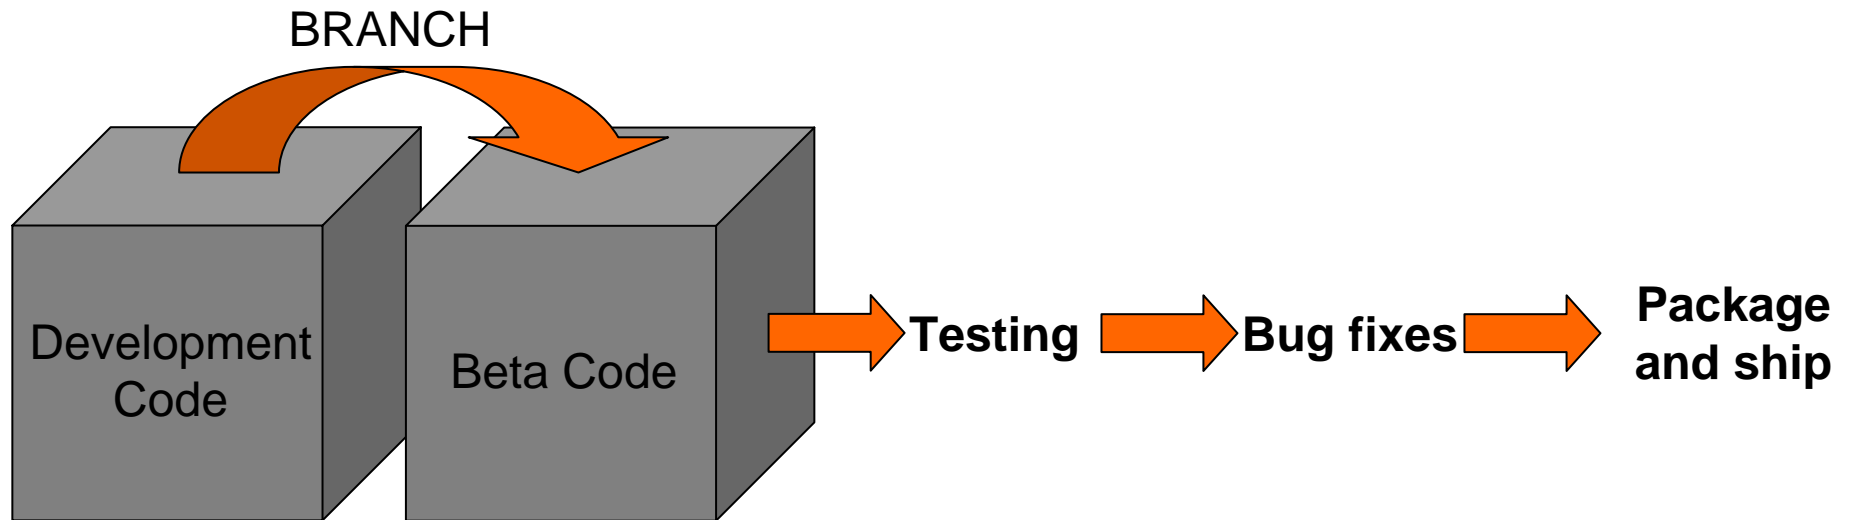 BRANCH
Development
Code
Beta Code
Testing
Bug fixes
Package
and ship